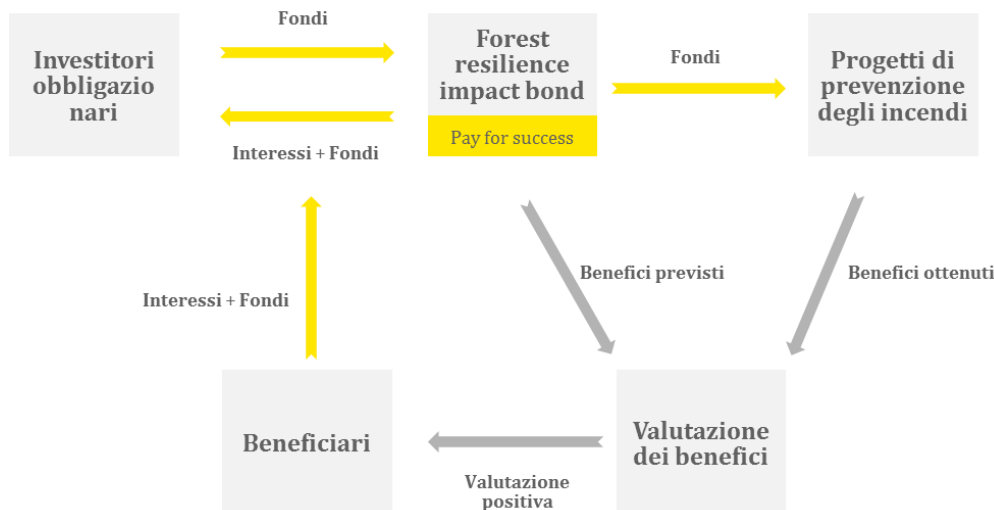 Fondi
Investitori
obbligazio
nari
Forest
resilience
impact bond
Pay for success
Fondi
Progetti di
prevenzione
degli incendi
Interessi + Fondi
Benefici previsti
Benefici ottenuti
Interessi + Fondi
Beneficiari
Valutazione
dei benefici
Valutazione
positiva